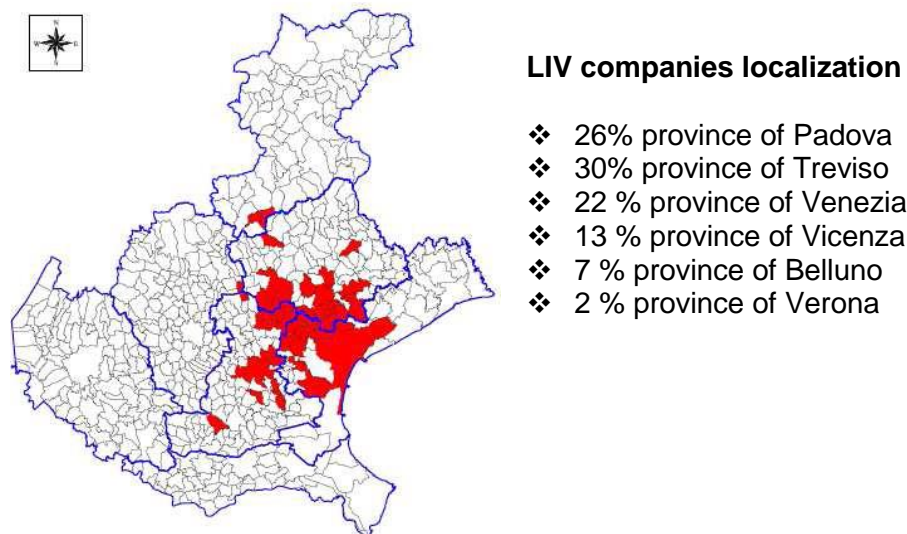 N
W E
S
LIV companies localization
❖ 26% province of Padova
❖ 30% province of Treviso
❖ 22 % province of Venezia
❖ 13 % province of Vicenza
❖ 7 % province of Belluno
❖ 2 % province of Verona